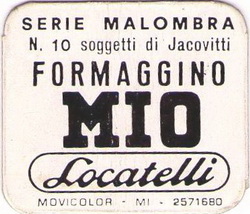 SERIE MALOMBRA
N. 10 soggetti di Jacovitti
FORMAGGINO
MIO
Locatelli
MOVICOLOR - MI - 2571680